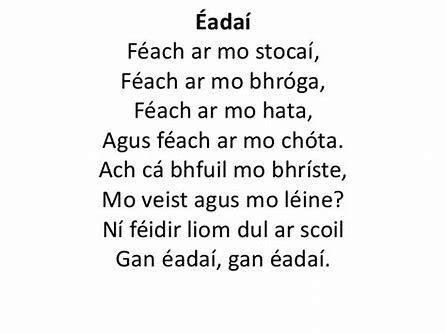 Éadaí
Féach ar mo stocaí,
Féach ar mo bhróga,
Féach ar mo hata,
Agus féach ar mo chóta.
Ach cá bhfuil mo bhríste,
Mo veist agus mo léine?
Ní féidir liom dul ar scoil
Gan éadaí, gan éadaí.